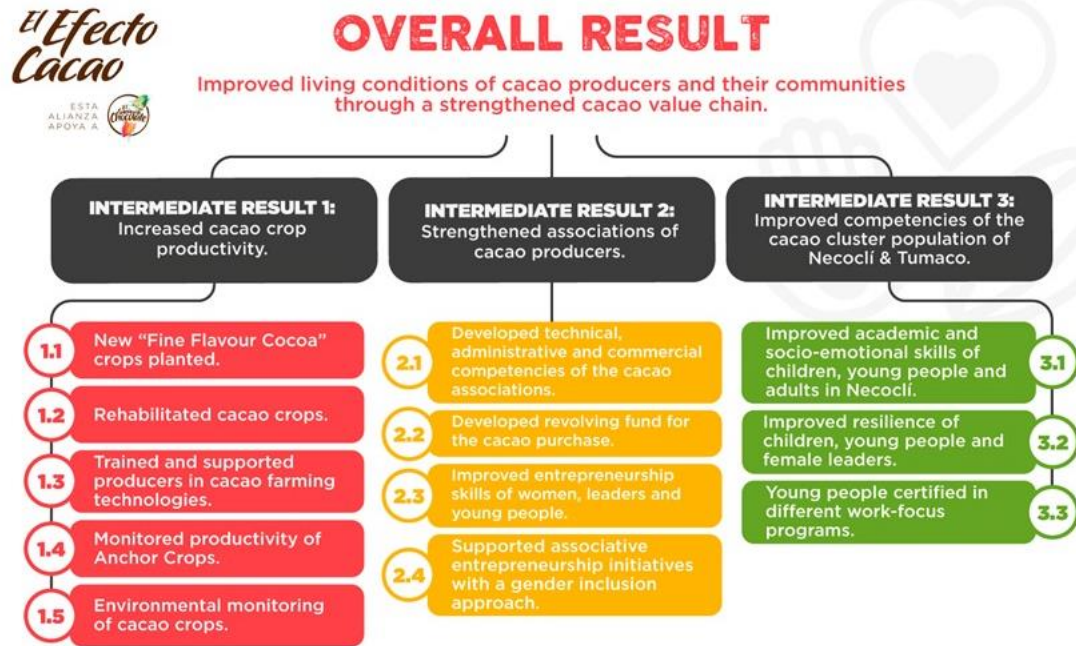 El Efecto
Cacao
ESTA
ALIANZA
APOYA A
OVERALL RESULT
Improved living conditions of cacao producers and their communities
through a strengthened cacao value chain.
INTERMEDIATE RESULT 1:
Increased cacao crop
productivity.
1.1
New “Fine Flavour Cocoa”
crops planted.
1.2
Rehabilitated cacao crops.
1.3
Trained and supported
producers in cacao farming
technologies.
1.4
Monitored productivity of
Anchor Crops.
1.5
Environmental monitoring
of cacao crops.
INTERMEDIATE RESULT 2:
Strengthened associations of
cacao producers.
2.1
Developed technical,
administrative and commercial
competencies of the cacao
associations.
2.2
Developed revolving fund for
the cacao purchase.
2.3
Improved entrepreneurship
skills of women, leaders and
young people.
2.4
Supported associative
entrepreneurship initiatives
with a gender inclusion
approach.
INTERMEDIATE RESULT 3:
Improved competencies of the
cacao cluster population of
Necoclí & Tumaco.
Improved academic and
socio-emotional skills of
children, young people and
adults in Necoclí.
3.1
Improved resilience of
children, young people and
female leaders.
3.2
Young people certified in
different work-focus
programs.
3.3